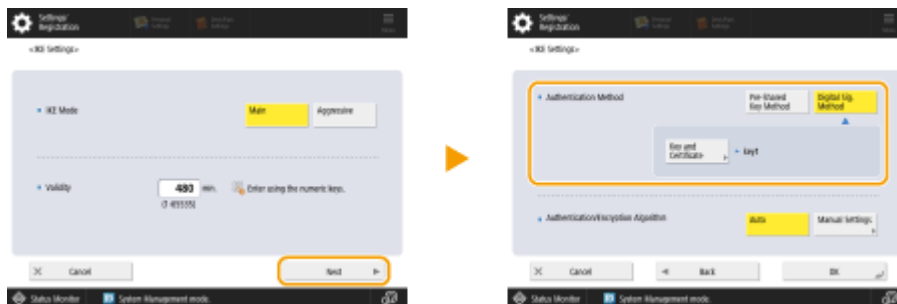 Settings/
Registration
<IKE Settings>
IKE Mode
Main
Aggressive
Validity
480 min.
Enter using the numeric keys.
(1-65535)
Cancel
Next
Status Monitor
System Management mode.
Settings/
Registration
<IKE Settings>
Authentication Method
Pre-Shared
Key Method
Digital Sig.
Method
Key and
Certificate
key1
Authentication/Encryption Algorithm
Auto
Manual Settings
Cancel
Back
OK
Status Monitor
System Management mode.